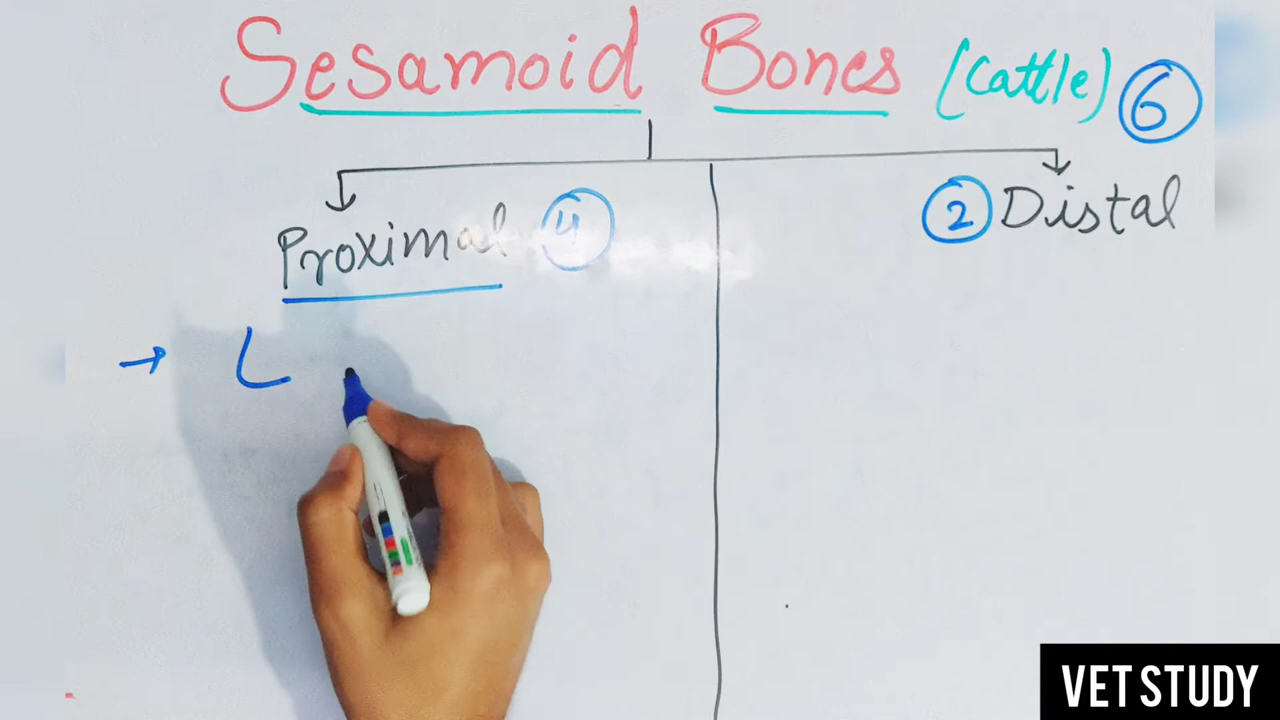 Sesamoid Bones (Cattle) 6
Proximal 4
2 Distal
→ L
VET STUDY